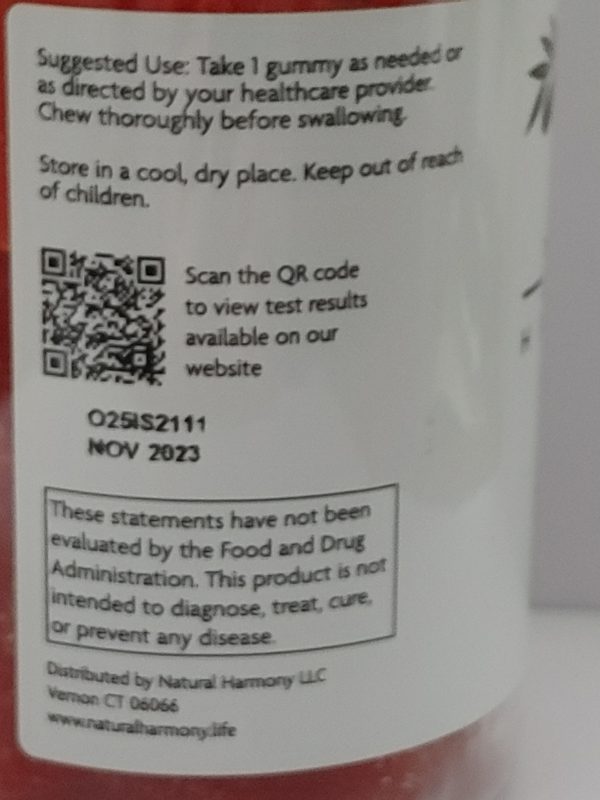 Suggested Use: Take 1 gummy as needed or
as directed by your healthcare provider.
Chew thoroughly before swallowing.
Store in a cool, dry place. Keep out of reach
of children.
Scan the QR code
to view test results
available on our
website
O25IS2111
NOV 2023
These statements have not been
evaluated by the Food and Drug
Administration. This product is not
intended to diagnose, treat, cure,
or prevent any disease.
Distributed by Natural Harmony LLC
Vernon CT 06066
www.naturalharmony.life